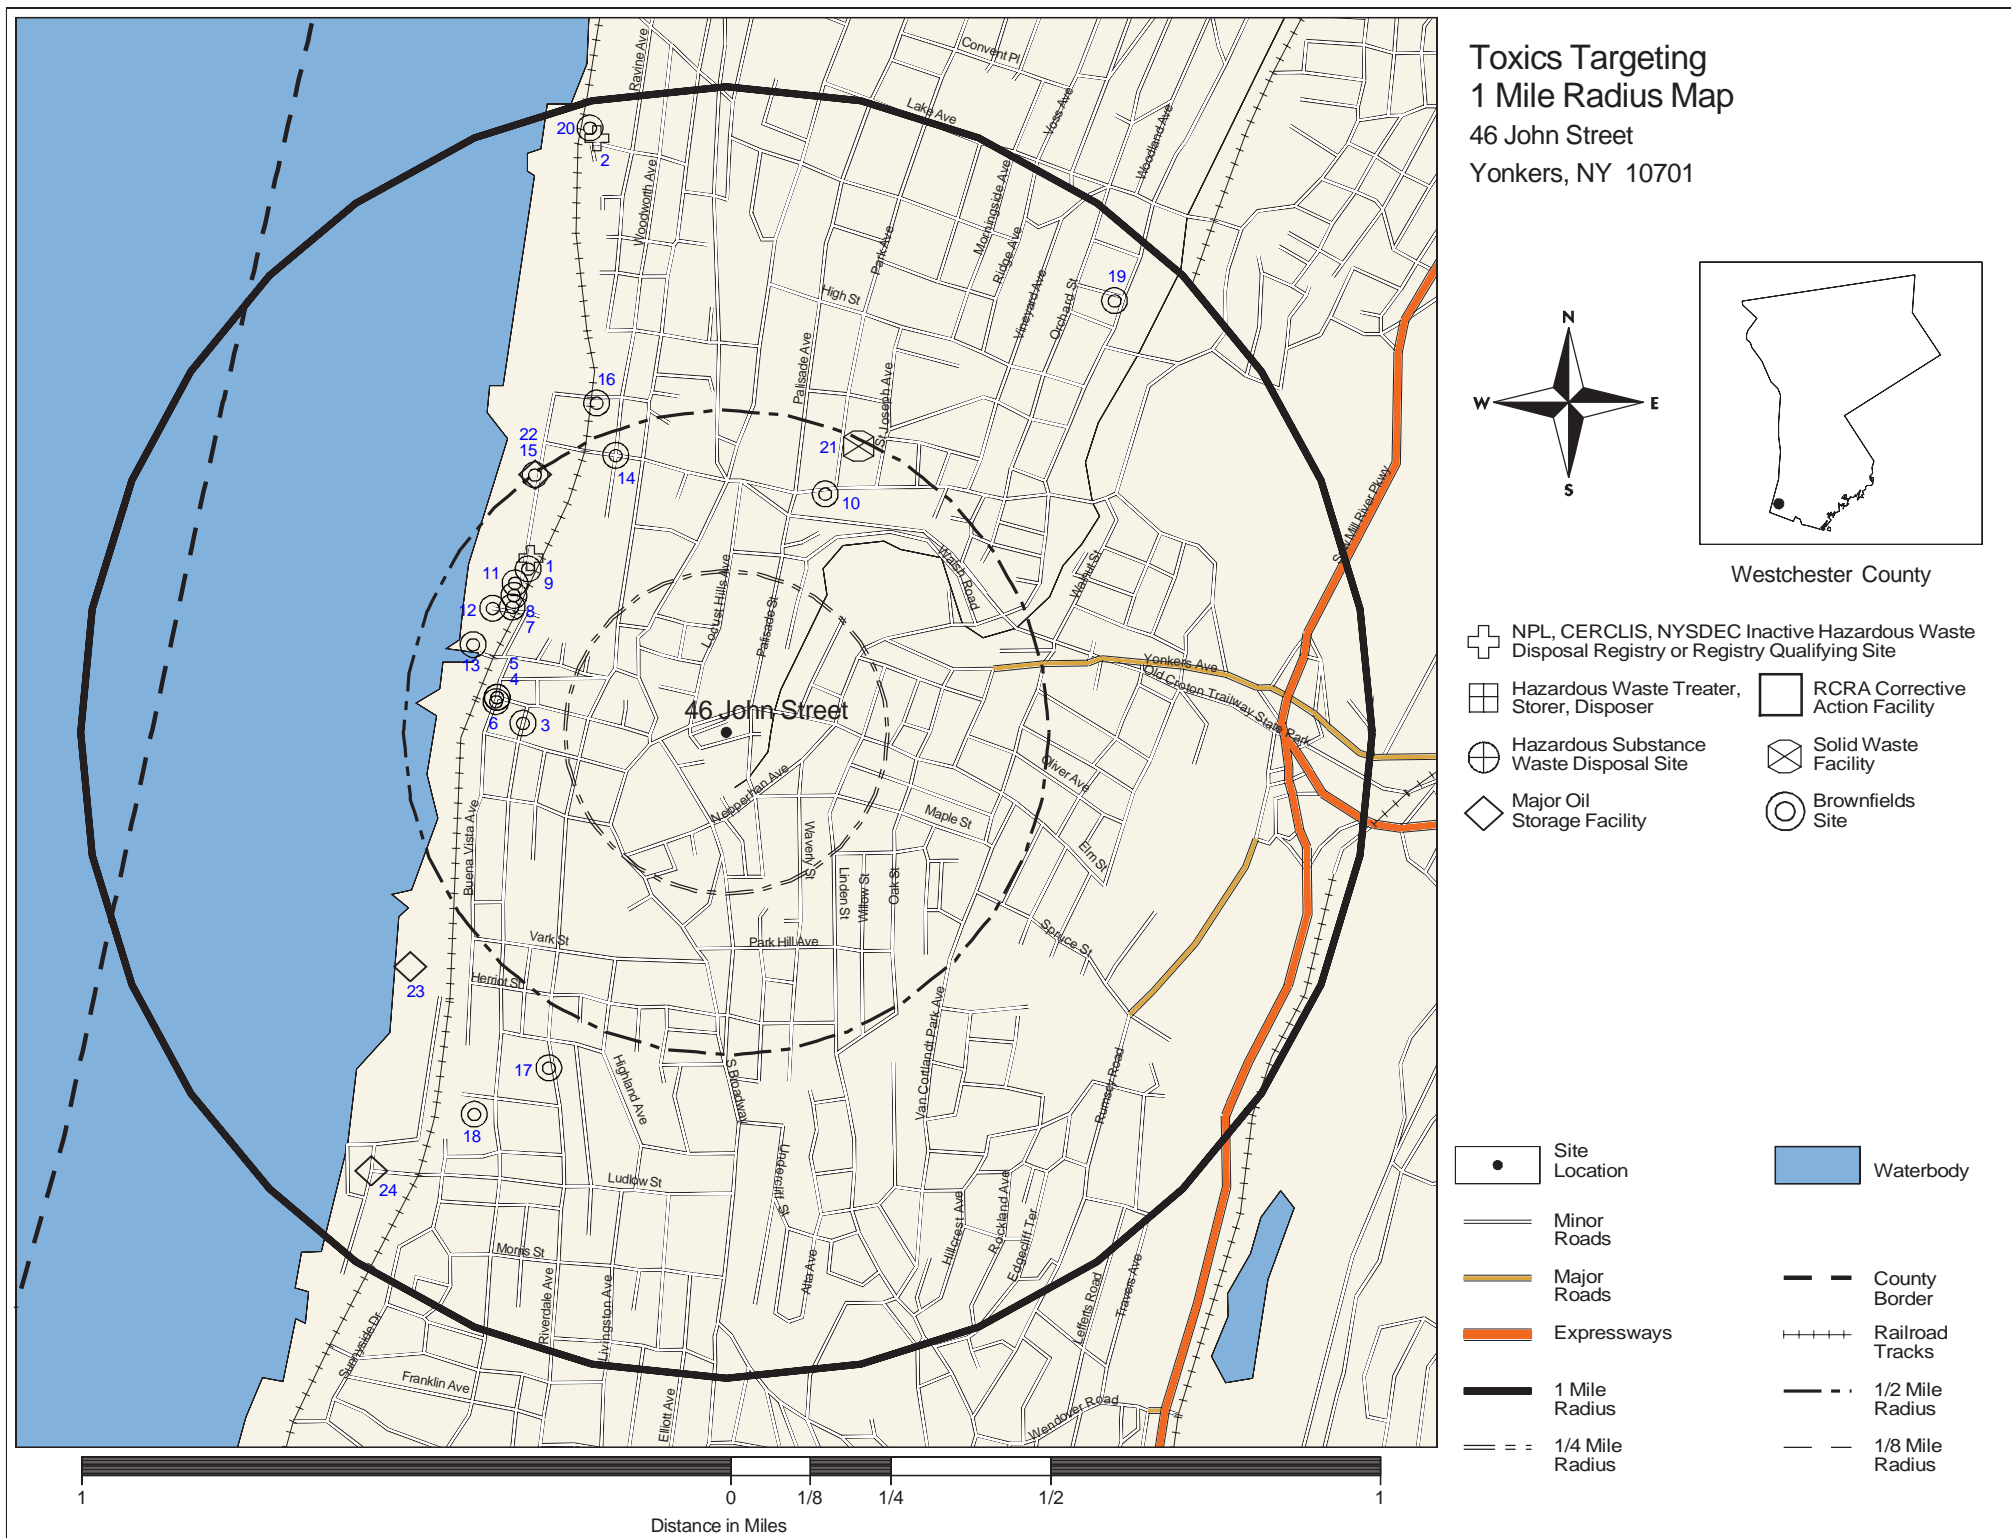 Toxics Targeting
1 Mile Radius Map
46 John Street
Yonkers, NY 10701
N
W
E
S
Westchester County
NPL, CERCLIS, NYSDEC Inactive Hazardous Waste
Disposal Registry or Registry Qualifying Site
Hazardous Waste Treater,
Storer, Disposer
RCRA Corrective
Action Facility
Hazardous Substance
Waste Disposal Site
Solid Waste
Facility
Major Oil
Storage Facility
Brownfields
Site
Site
Location
Waterbody
Minor
Roads
Major
Roads
County
Border
Expressways
Railroad
Tracks
1 Mile
Radius
1/2 Mile
Radius
1/4 Mile
Radius
1/8 Mile
Radius
Convent Pl
Ravine Ave
Lake Ave
Voss Ave
Woodland Ave
20
2
Woodworth Ave
Park Ave
Morningside Ave
Ridge Ave
Vineyard Ave
Orchard St
19
High St
Palisade Ave
St Joseph Ave
16
22
15
14
21
10
Saw Mill River Pkwy
Walsh Road
Walnut St
1
9
11
12
8
7
13
5
4
6
3
Locust Hills Ave
Palisade St
46 John Street
Yonkers Ave
Old Croton Trailway State Park
Oliver Ave
Nepperhan Ave
Maple St
Elm St
Buena Vista Ave
Waverly St
Linden St
Willow St
Oak St
Spruce St
Vark St
Park Hill Ave
Herriot St
23
17
18
24
Highland Ave
S Broadway
Van Cortlandt Park Ave
Rumsey Road
Undercliff St
Ludlow St
Hillcrest Ave
Rockland Ave
Edgecliff Ter
Morris St
Alta Ave
Riverdale Ave
Livingston Ave
Lefferts Road
Travers Ave
Sunnyside Dr
Franklin Ave
Elliott Ave
Wendover Road
1
0
1/8
1/4
1/2
1
Distance in Miles